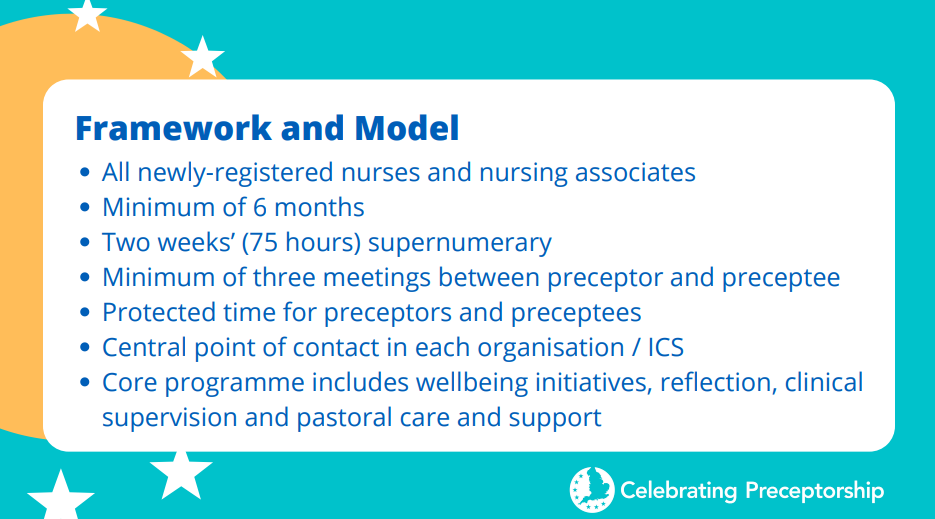 Framework and Model
• All newly-registered nurses and nursing associates
• Minimum of 6 months
• Two weeks’ (75 hours) supernumerary
• Minimum of three meetings between preceptor and preceptee
• Protected time for preceptors and preceptees
• Central point of contact in each organisation / ICS
• Core programme includes wellbeing initiatives, reflection, clinical
supervision and pastoral care and support
Celebrating Preceptorship